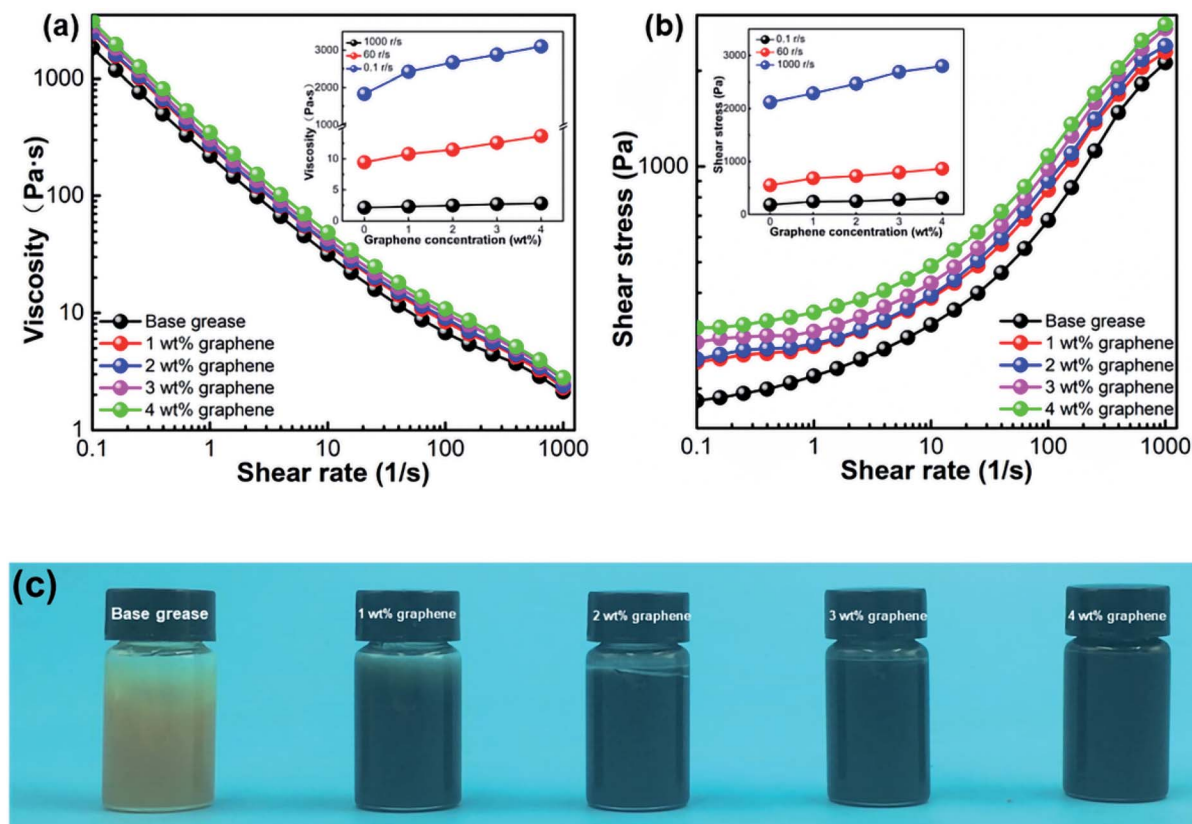 (a)
Viscosity (Pa·s)
1000
100
10
1
0.1
1
10
100
1000
Shear rate (1/s)
Base grease
1 wt% graphene
2 wt% graphene
3 wt% graphene
4 wt% graphene
1000 r/s
60 r/s
0.1 r/s
Viscosity (Pa·s)
3000
2000
1000
10
5
0
0
1
2
3
4
Graphene concentration (wt%)
(b)
Shear stress (Pa)
1000
0.1
1
10
100
1000
Shear rate (1/s)
Base grease
1 wt% graphene
2 wt% graphene
3 wt% graphene
4 wt% graphene
0.1 r/s
60 r/s
1000 r/s
Shear stress (Pa)
3000
2000
1000
0
0
1
2
3
4
Graphene concentration (wt%)
(c)
Base grease
1 wt% graphene
2 wt% graphene
3 wt% graphene
4 wt% graphene